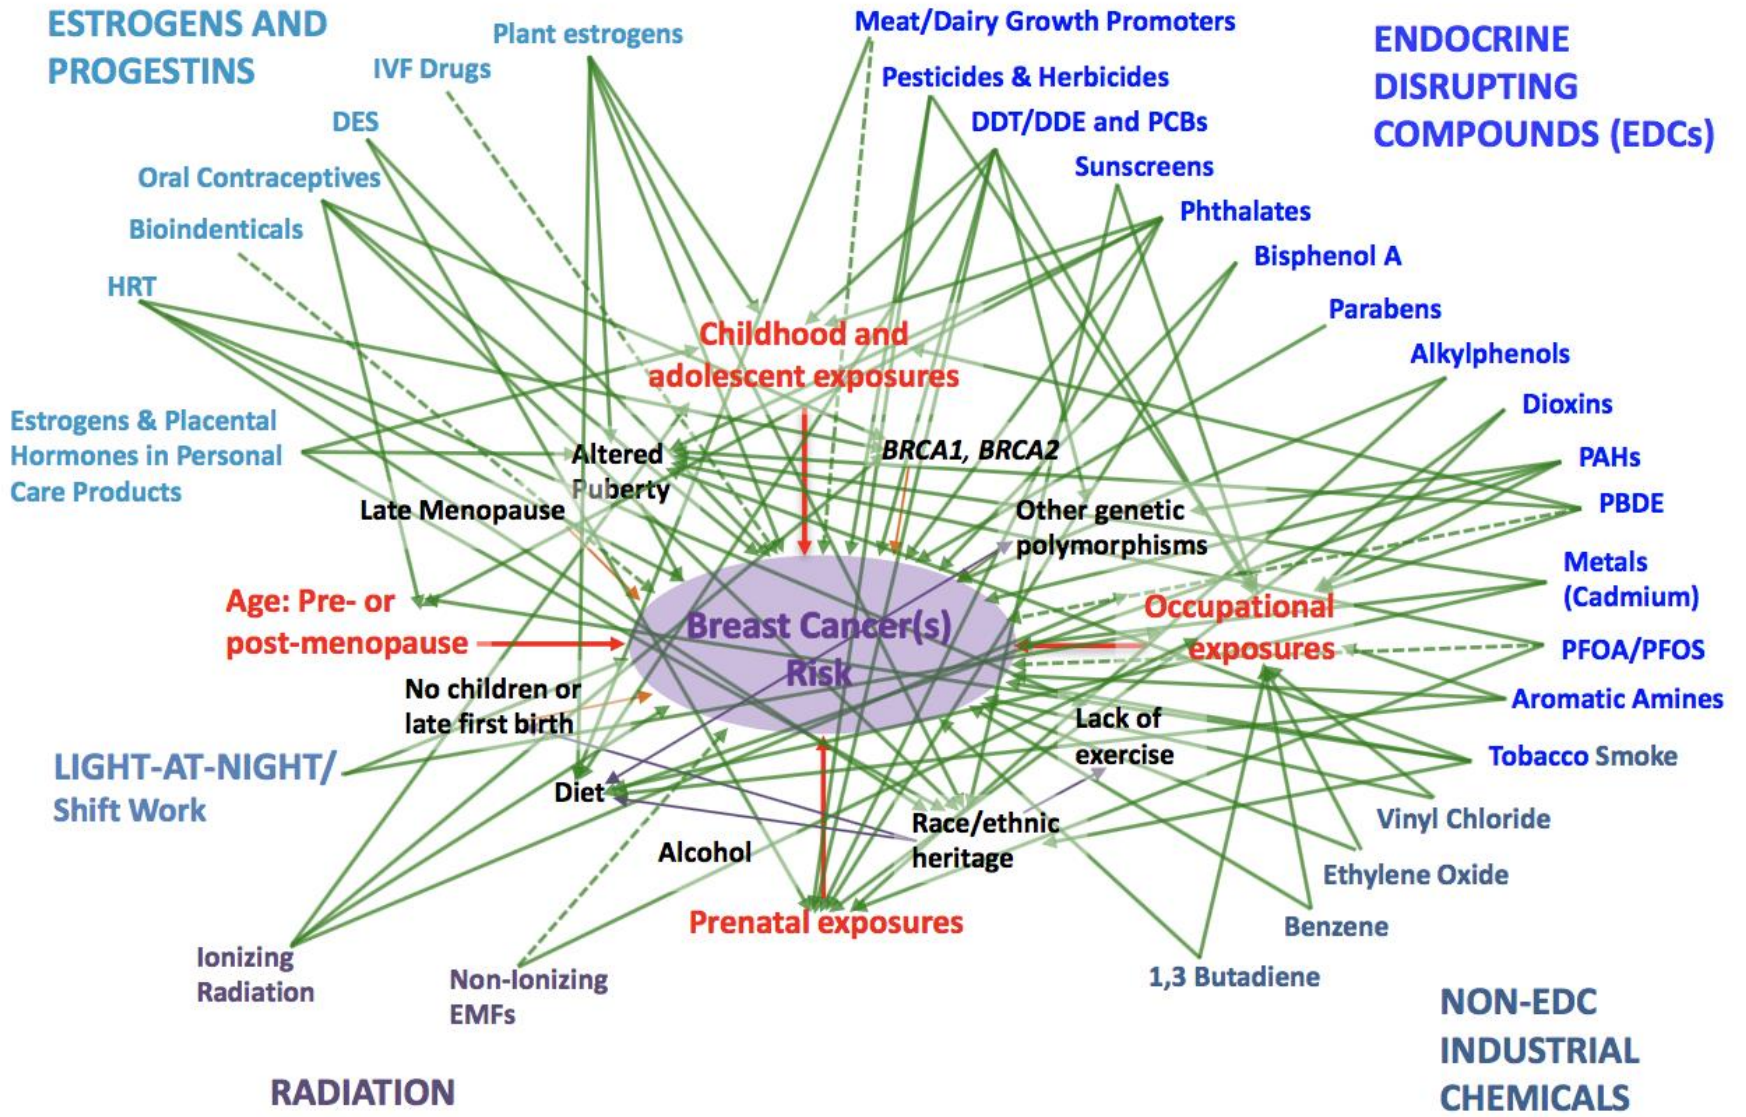 ESTROGENS AND
PROGESTINS
Plant estrogens
IVF Drugs
DES
Oral Contraceptives
Bioindenticals
HRT
Estrogens & Placental
Hormones in Personal
Care Products
Meat/Dairy Growth Promoters
Pesticides & Herbicides
DDT/DDE and PCBs
Sunscreens
Phthalates
Bisphenol A
Parabens
Alkylphenols
Dioxins
PAHs
PBDE
Metals
(Cadmium)
PFOA/PFOS
Aromatic Amines
Tobacco Smoke
ENDOCRINE
DISRUPTING
COMPOUNDS (EDCs)
Childhood and
adolescent exposures
Altered
Puberty
BRCA1, BRCA2
Late Menopause
Other genetic
polymorphisms
Age: Pre- or
post-menopause
Breast Cancer(s)
Risk
Occupational
exposures
No children or
late first birth
Lack of
exercise
Diet
Alcohol
Race/ethnic
heritage
Prenatal exposures
LIGHT-AT-NIGHT/
Shift Work
Ionizing
Radiation
Non-Ionizing
EMFs
RADIATION
Vinyl Chloride
Ethylene Oxide
Benzene
1,3 Butadiene
NON-EDC
INDUSTRIAL
CHEMICALS